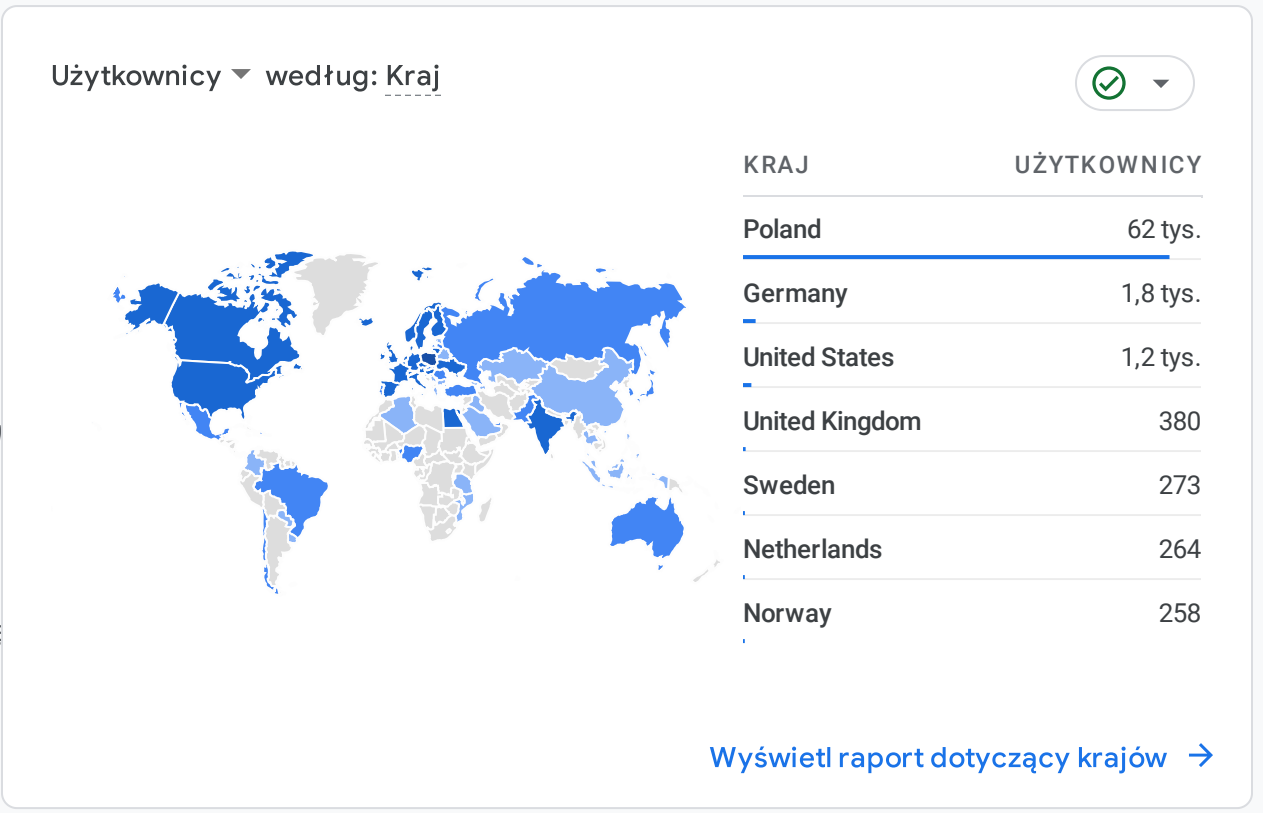 Użytkownicy według: Kraj
KRAJ UŻYTKOWNICY
Poland 62 tys.
Germany 1,8 tys.
United States 1,2 tys.
United Kingdom 380
Sweden 273
Netherlands 264
Norway 258
Wyświetl raport dotyczący krajów